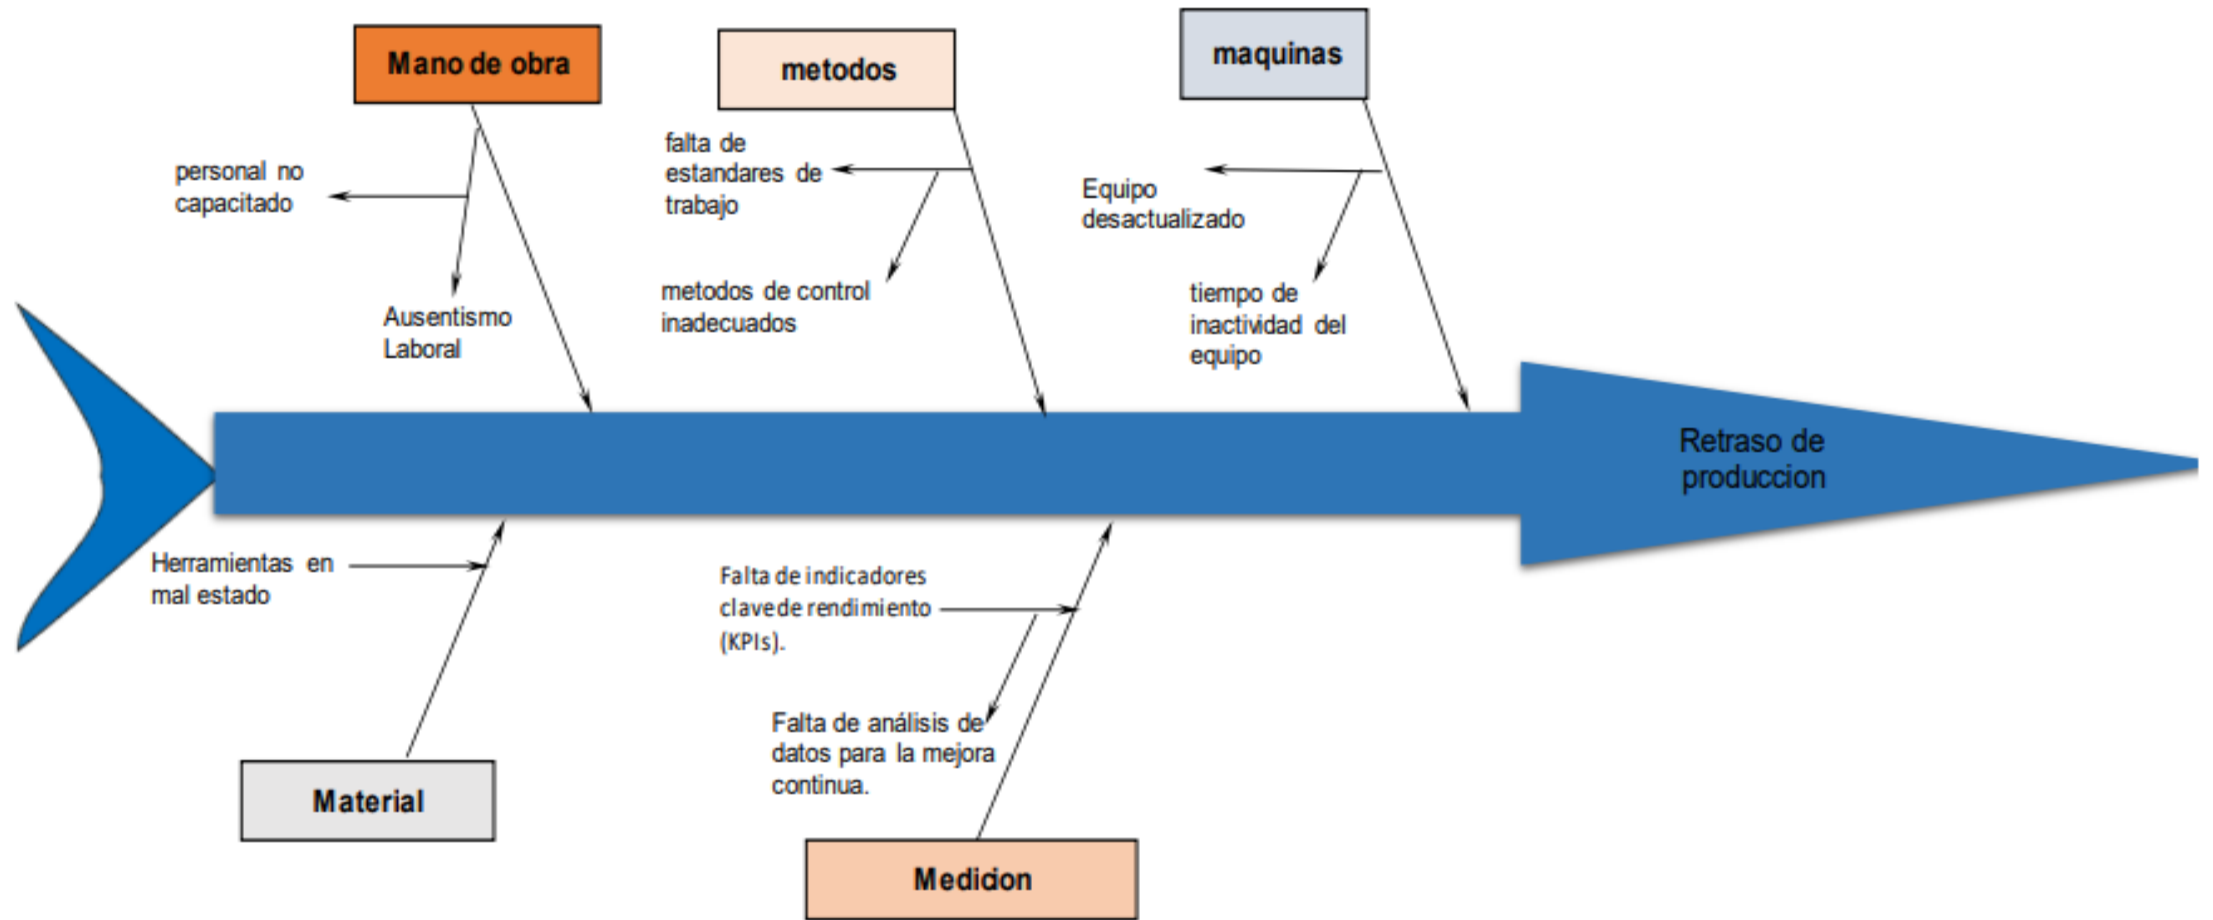 Mano de obra
metodos
maquinas
personal no
capacitado
Ausentismo
Laboral
falta de
estandares de
trabajo
metodos de control
inadecuados
Equipo
desactualizado
tiempo de
inactividad del
equipo
Retraso de
produccion
Herramientas en
mal estado
Falta de indicadores
clave de rendimiento
(KPIs).
Falta de análisis de
datos para la mejora
continua.
Material
Medicion